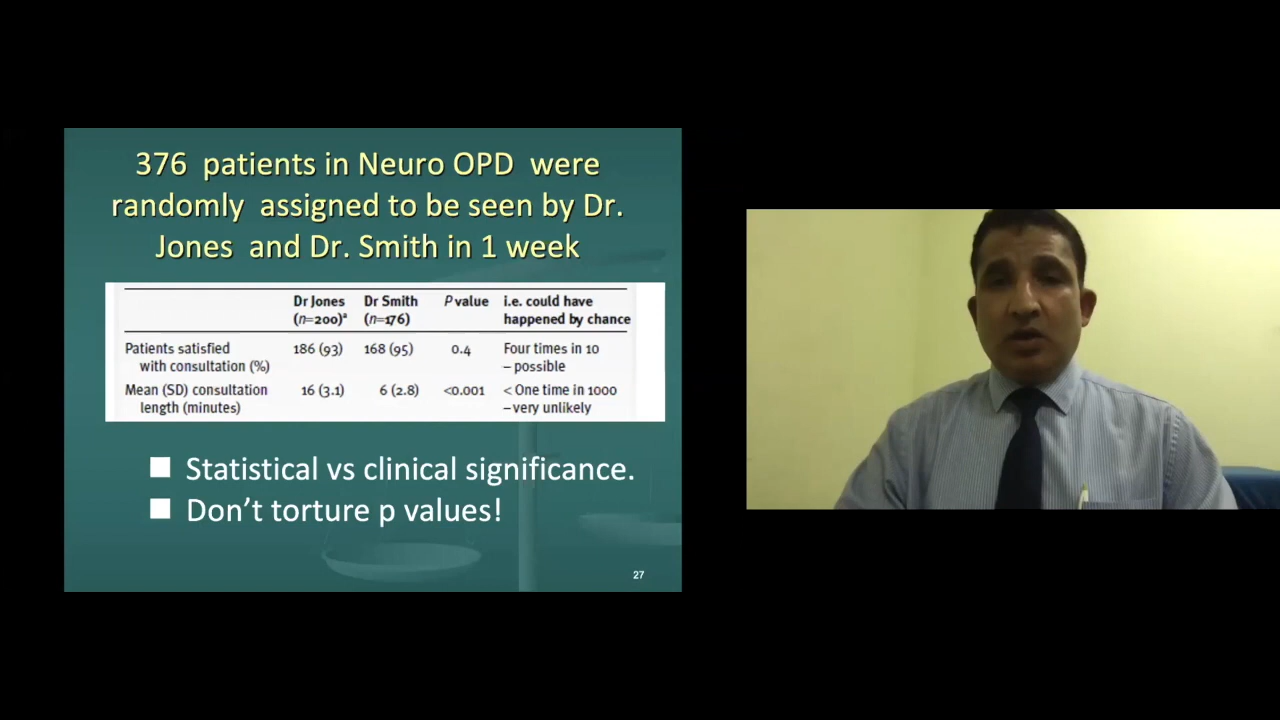 376 patients in Neuro OPD were
randomly assigned to be seen by Dr.
Jones and Dr. Smith in 1 week
Dr Jones Dr Smith P value i.e. could have
(n=200)ª (n=176) happened by chance
Patients satisfied 186 (93) 168 (95) 0.4 Four times in 10
with consultation (%) – possible
Mean (SD) consultation 16 (3.1) 6 (2.8) <0.001 < One time in 1000
length (minutes) – very unlikely
■ Statistical vs clinical significance.
■ Don’t torture p values!
27